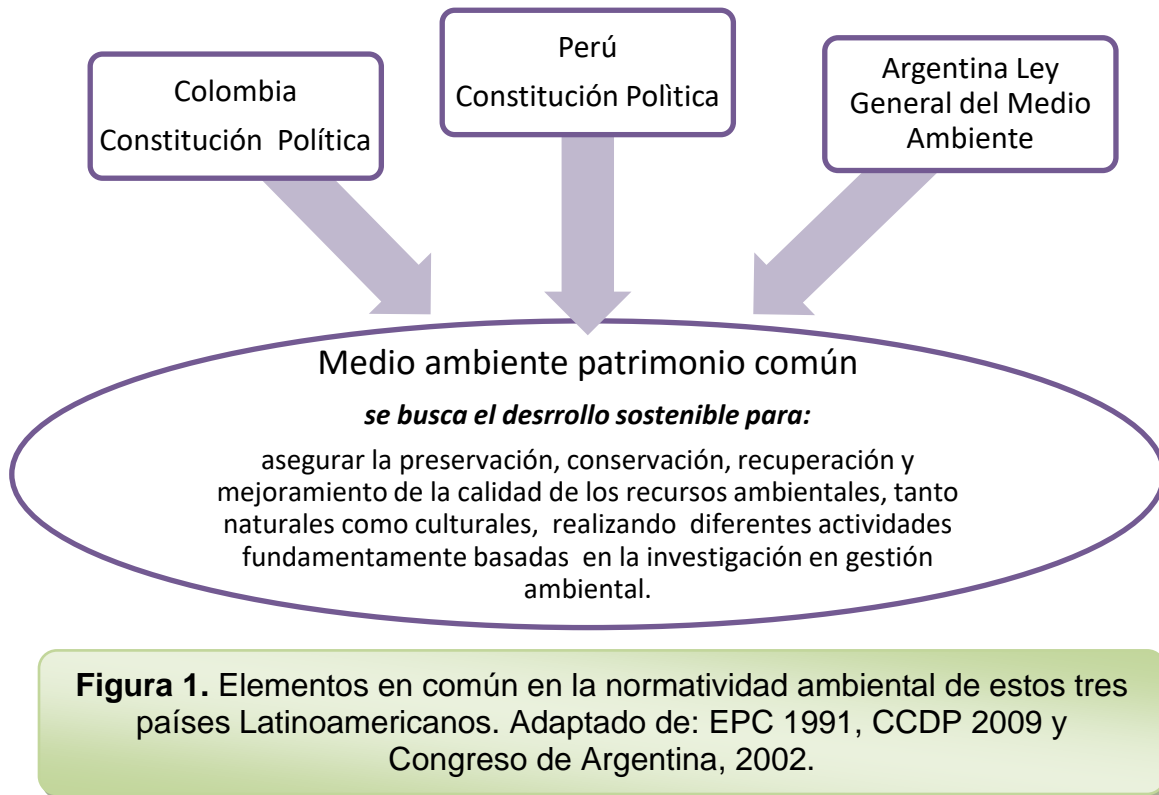 Colombia
Constitución Política
Perú
Constitución Polìtica
Argentina Ley
General del Medio
Ambiente
Medio ambiente patrimonio común
se busca el desrrollo sostenible para:
asegurar la preservación, conservación, recuperación y
mejoramiento de la calidad de los recursos ambientales, tanto
naturales como culturales, realizando diferentes actividades
fundamentamente basadas en la investigación en gestión
ambiental.
Figura 1. Elementos en común en la normatividad ambiental de estos tres
países Latinoamericanos. Adaptado de: EPC 1991, CCDP 2009 y
Congreso de Argentina, 2002.